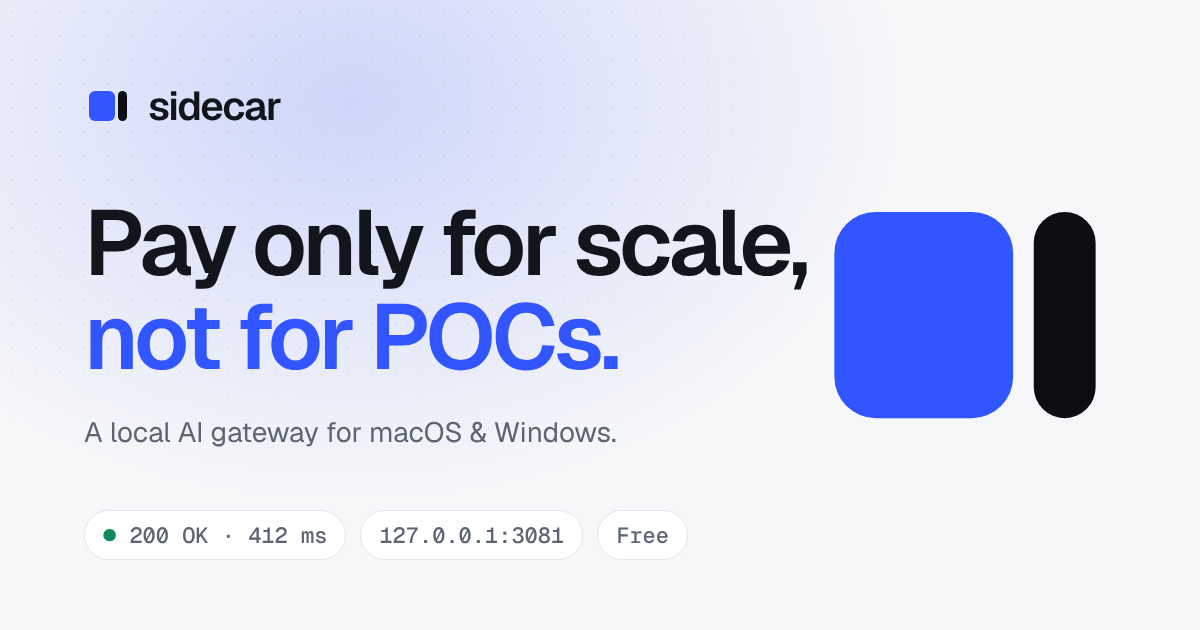 sidecar
Pay only for scale,
not for POCs.
A local AI gateway for macOS & Windows.
200 OK · 412 ms
127.0.0.1:3081
Free